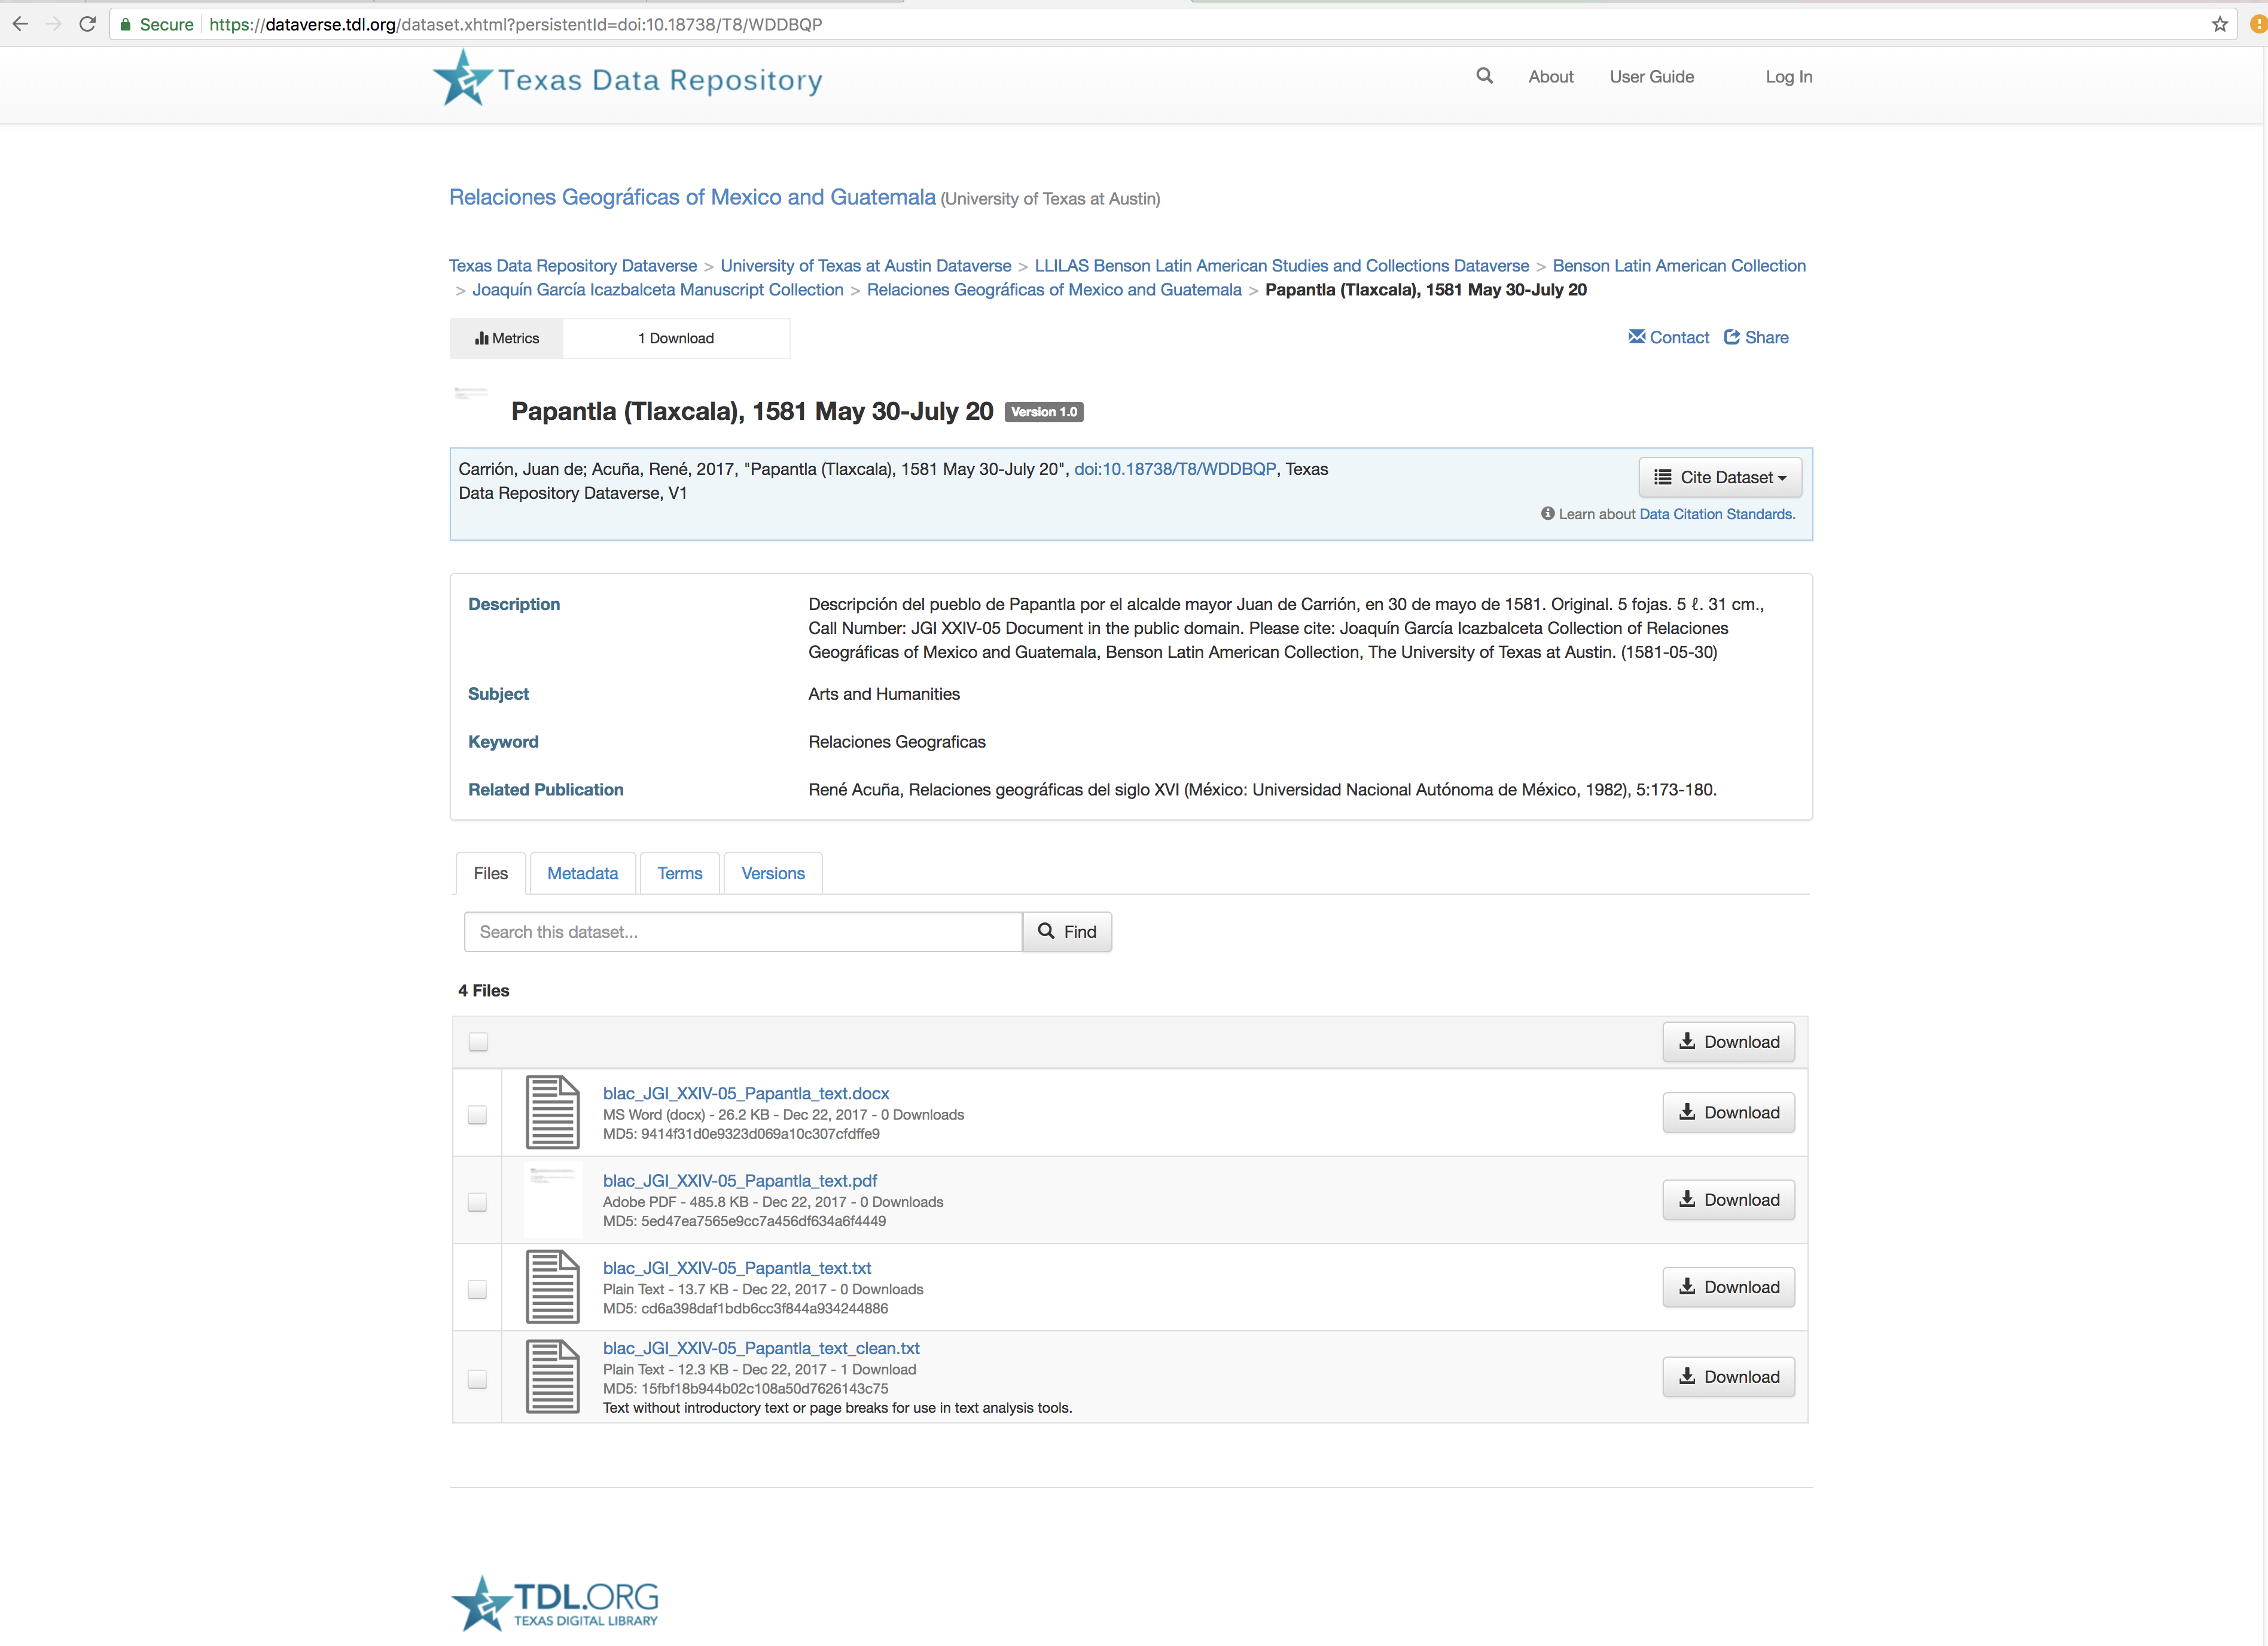 Secure https://dataverse.tdl.org/dataset.xhtml?persistentId=doi:10.18738/T8/WDDBQP
Texas Data Repository
About User Guide Log In
Relaciones Geográficas of Mexico and Guatemala (University of Texas at Austin)
Texas Data Repository Dataverse > University of Texas at Austin Dataverse > LLILAS Benson Latin American Studies and Collections Dataverse > Benson Latin American Collection
> Joaquín García Icazbalceta Manuscript Collection > Relaciones Geográficas of Mexico and Guatemala > Papantla (Tlaxcala), 1581 May 30-July 20
Metrics 1 Download Contact Share
Papantla (Tlaxcala), 1581 May 30-July 20 Version 1.0
Carrión, Juan de; Acuña, René, 2017, "Papantla (Tlaxcala), 1581 May 30-July 20", doi:10.18738/T8/WDDBQP, Texas
Data Repository Dataverse, V1
Cite Dataset
Learn about Data Citation Standards.
Description Descripción del pueblo de Papantla por el alcalde mayor Juan de Carrión, en 30 de mayo de 1581. Original. 5 fojas. 5 ℓ. 31 cm.,
Call Number: JGI XXIV-05 Document in the public domain. Please cite: Joaquín García Icazbalceta Collection of Relaciones
Geográficas of Mexico and Guatemala, Benson Latin American Collection, The University of Texas at Austin. (1581-05-30)
Subject Arts and Humanities
Keyword Relaciones Geograficas
Related Publication René Acuña, Relaciones geográficas del siglo XVI (México: Universidad Nacional Autónoma de México, 1982), 5:173-180.
Files Metadata Terms Versions
Search this dataset... Find
4 Files
Download
blac_JGI_XXIV-05_Papantla_text.docx
MS Word (docx) - 26.2 KB - Dec 22, 2017 - 0 Downloads
MD5: 9414f31d0e9323d069a10c307cfdffe9
Download
blac_JGI_XXIV-05_Papantla_text.pdf
Adobe PDF - 485.8 KB - Dec 22, 2017 - 0 Downloads
MD5: 5ed47ea7565e9cc7a456df634a6f4449
Download
blac_JGI_XXIV-05_Papantla_text.txt
Plain Text - 13.7 KB - Dec 22, 2017 - 0 Downloads
MD5: cd6a398daf1bdb6cc3f844a934244886
Download
blac_JGI_XXIV-05_Papantla_text_clean.txt
Plain Text - 12.3 KB - Dec 22, 2017 - 1 Download
MD5: 15fbf18b944b02c108a50d7626143c75
Text without introductory text or page breaks for use in text analysis tools.
Download
TDL.ORG
TEXAS DIGITAL LIBRARY